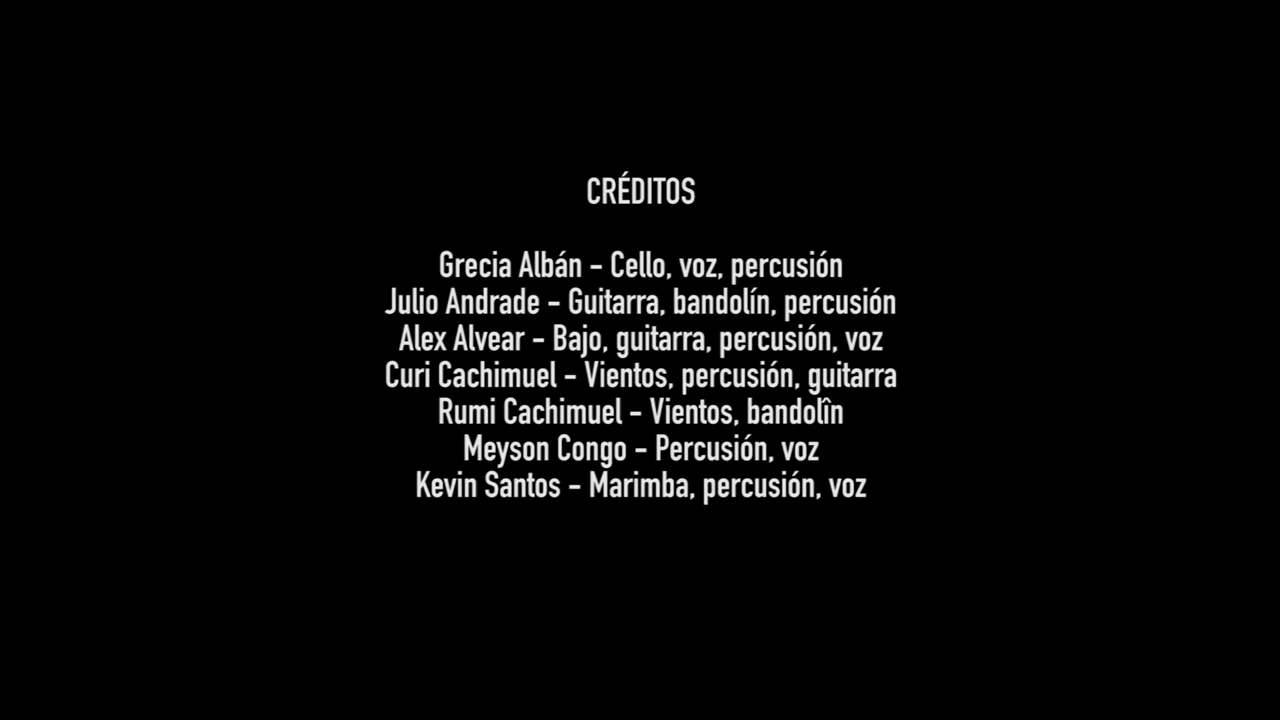 CRÉDITOS
Grecia Albán - Cello, voz, percusión
Julio Andrade - Guitarra, bandolín, percusión
Alex Alvear - Bajo, guitarra, percusión, voz
Curi Cachimuel - Vientos, percusión, guitarra
Rumi Cachimuel - Vientos, bandolîn
Meyson Congo - Percusión, voz
Kevin Santos - Marimba, percusión, voz